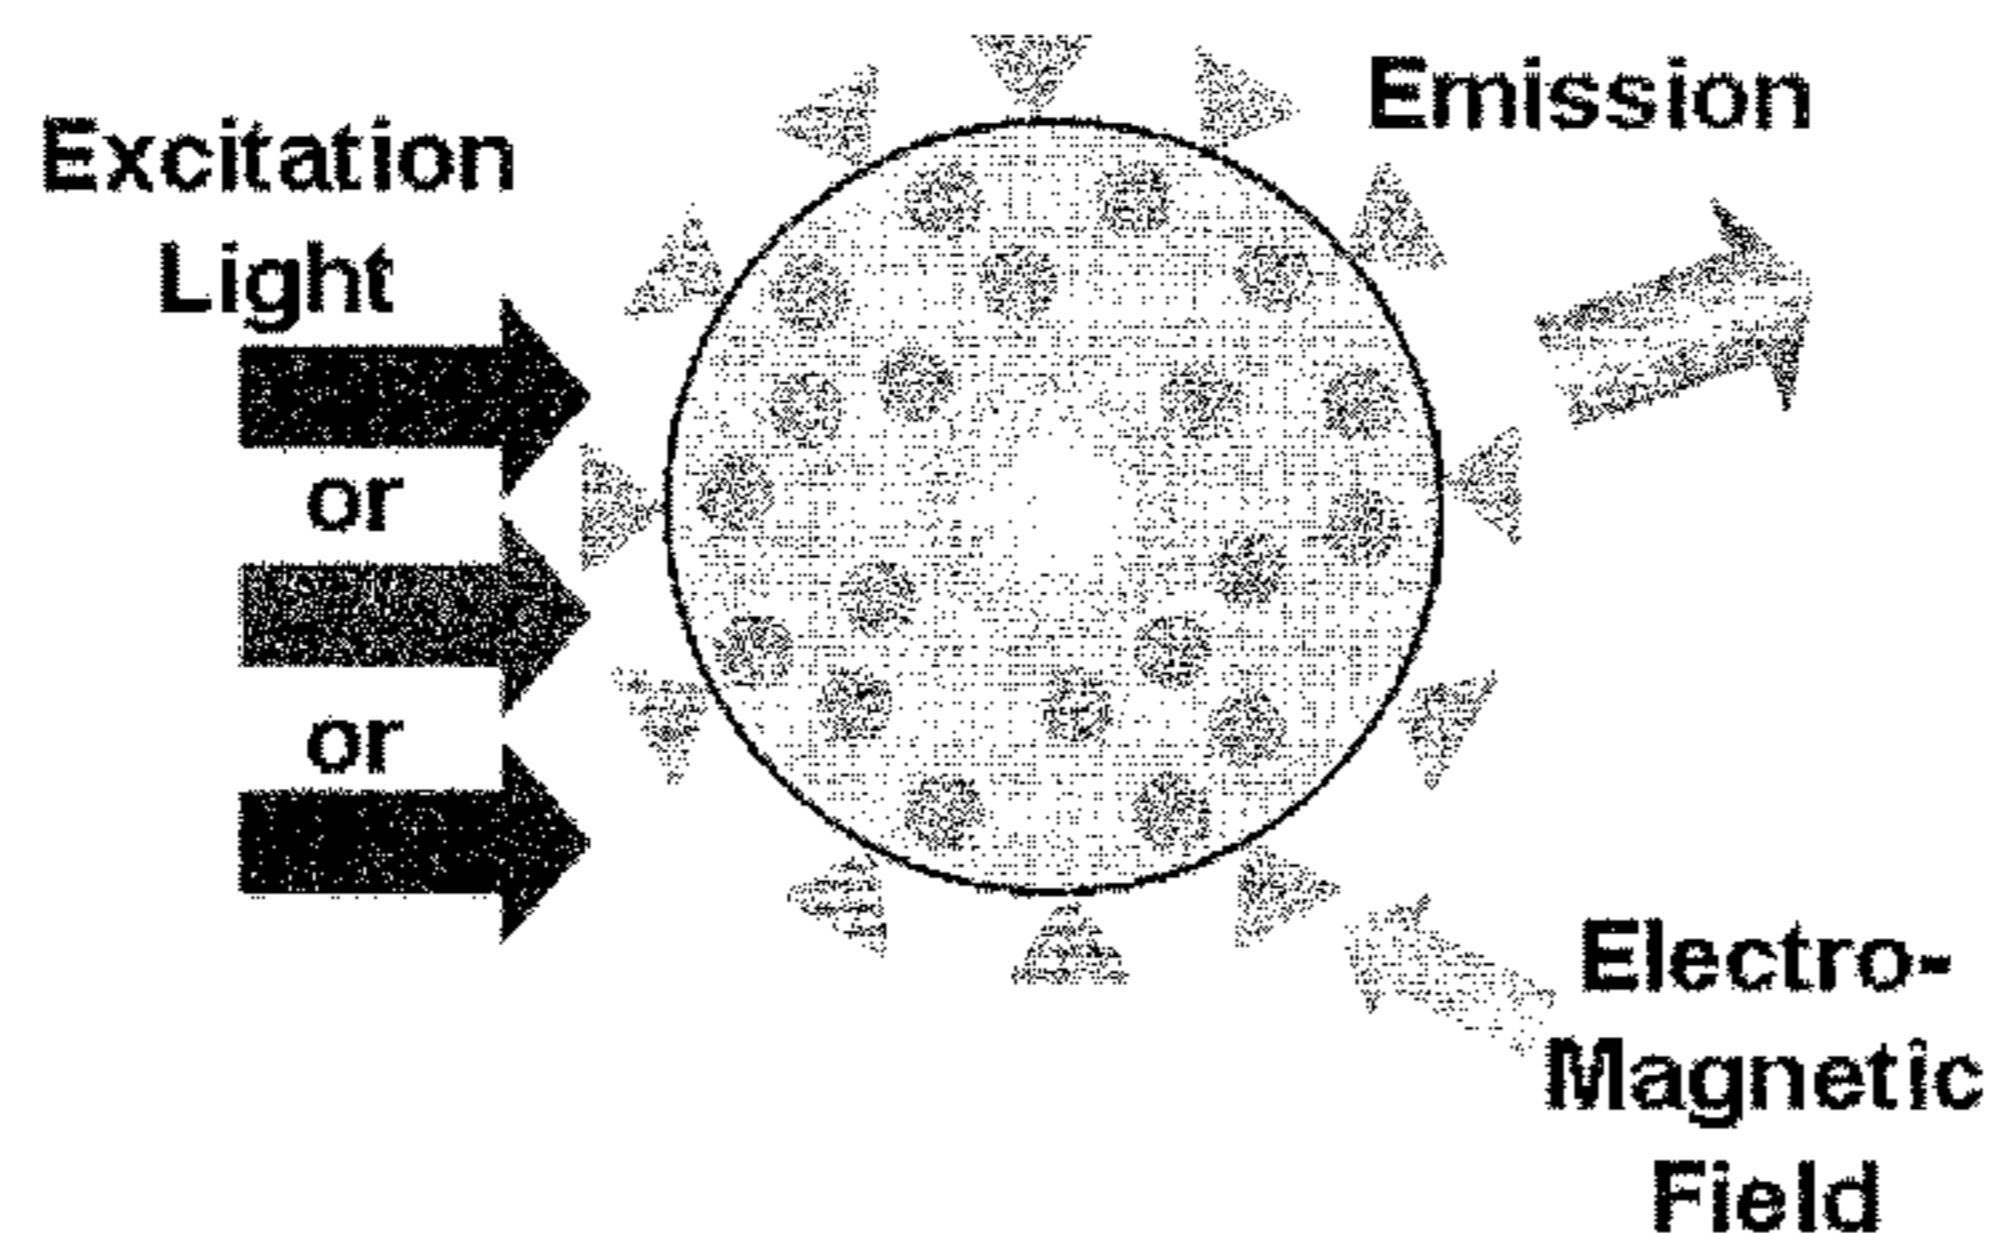 Excitation
Light
or
or
Emission
Electro-
Magnetic
Field